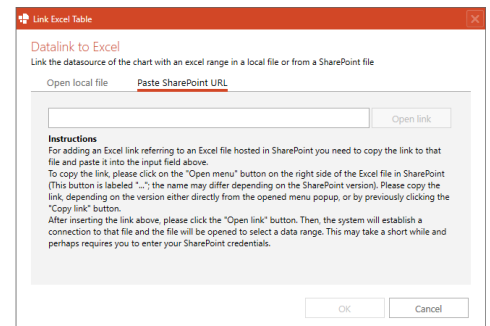 Link Excel Table
Datalink to Excel
Link the datasource of the chart with an excel range in a local file or from a SharePoint file
Open local file Paste SharePoint URL
Open link
Instructions
For adding an Excel link referring to an Excel file hosted in SharePoint you need to copy the link to that
file and paste it into the input field above.
To copy the link, please click on the "Open menu" button on the right side of the Excel file in SharePoint
(This button is labeled "..."; the name may differ depending on the SharePoint version). Please copy the
link, depending on the version either directly from the opened menu popup, or by previously clicking the
"Copy link" button.
After inserting the link above, please click the "Open link" button. Then, the system will establish a
connection to that file and the file will be opened to select a data range. This may take a short while and
perhaps requires you to enter your SharePoint credentials.
OK Cancel